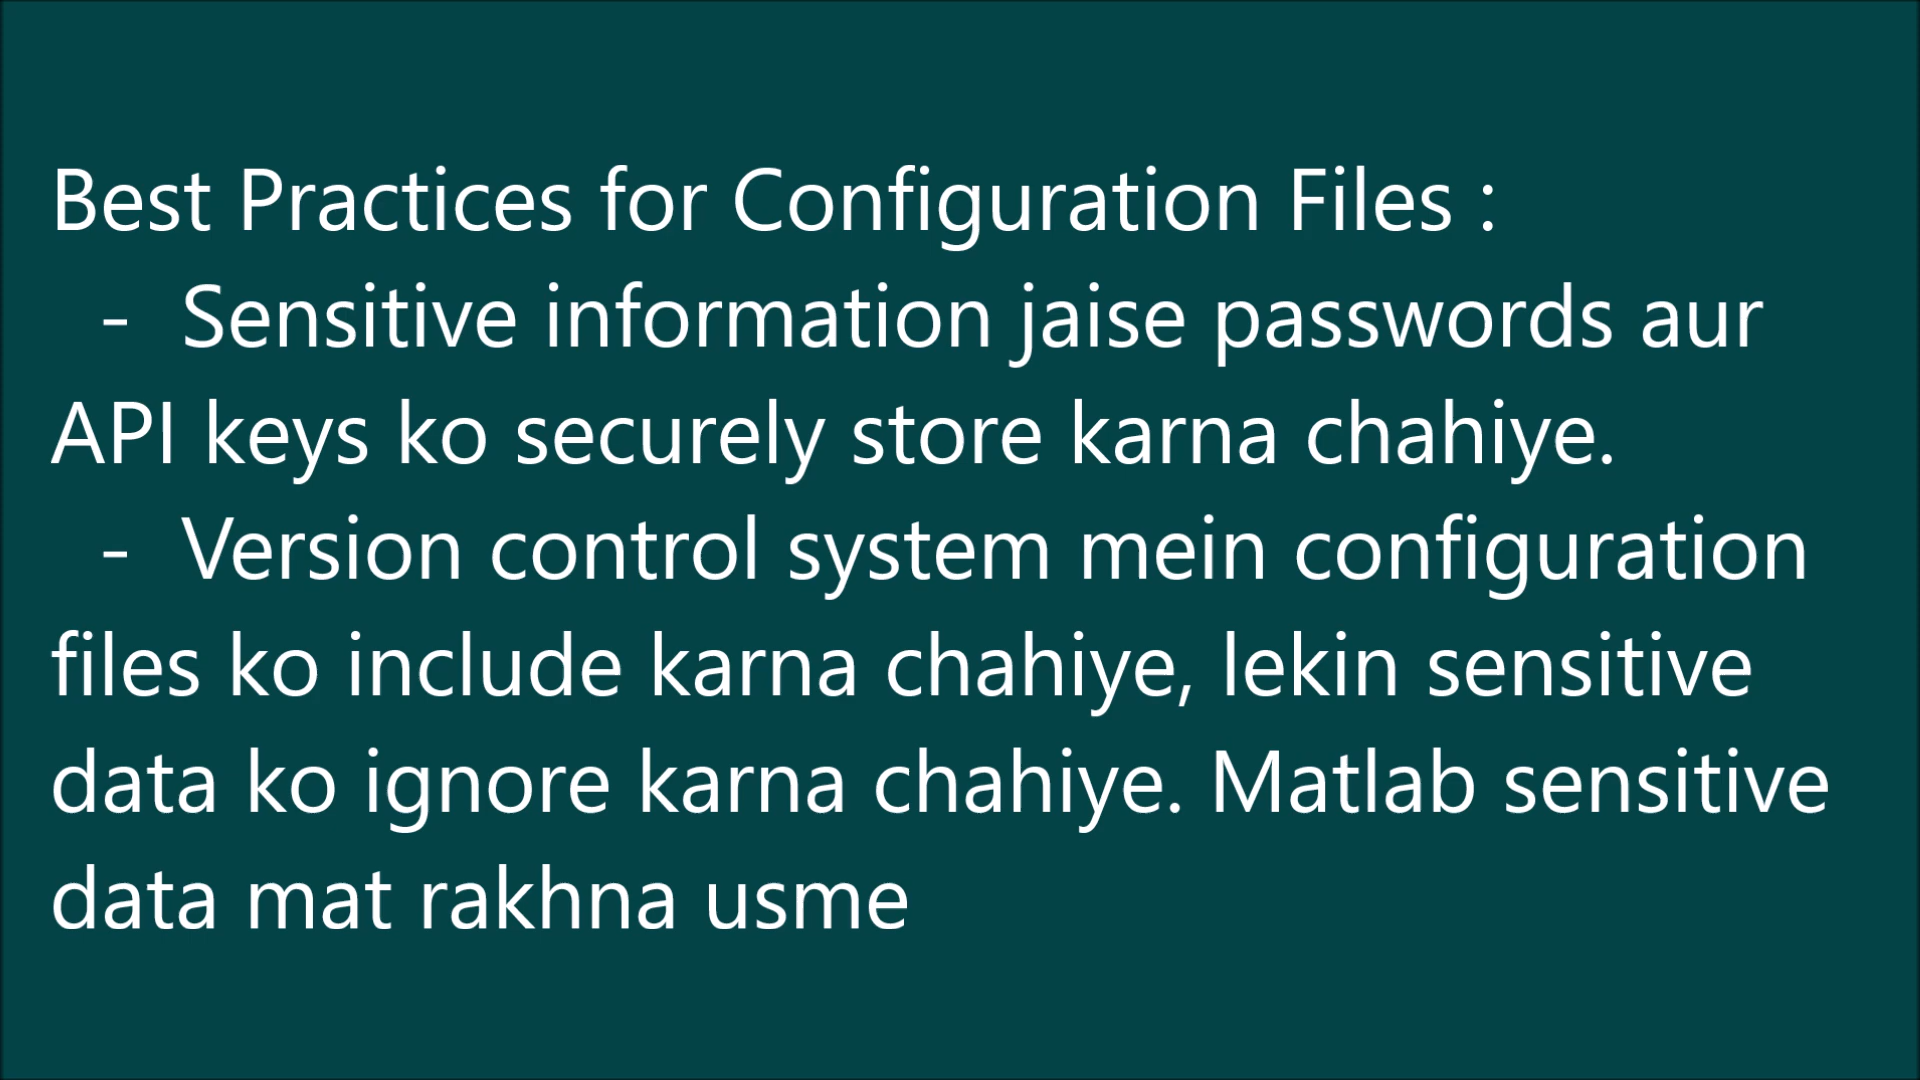 Best Practices for Configuration Files :
- Sensitive information jaise passwords aur
API keys ko securely store karna chahiye.
- Version control system mein configuration
files ko include karna chahiye, lekin sensitive
data ko ignore karna chahiye. Matlab sensitive
data mat rakhna usme